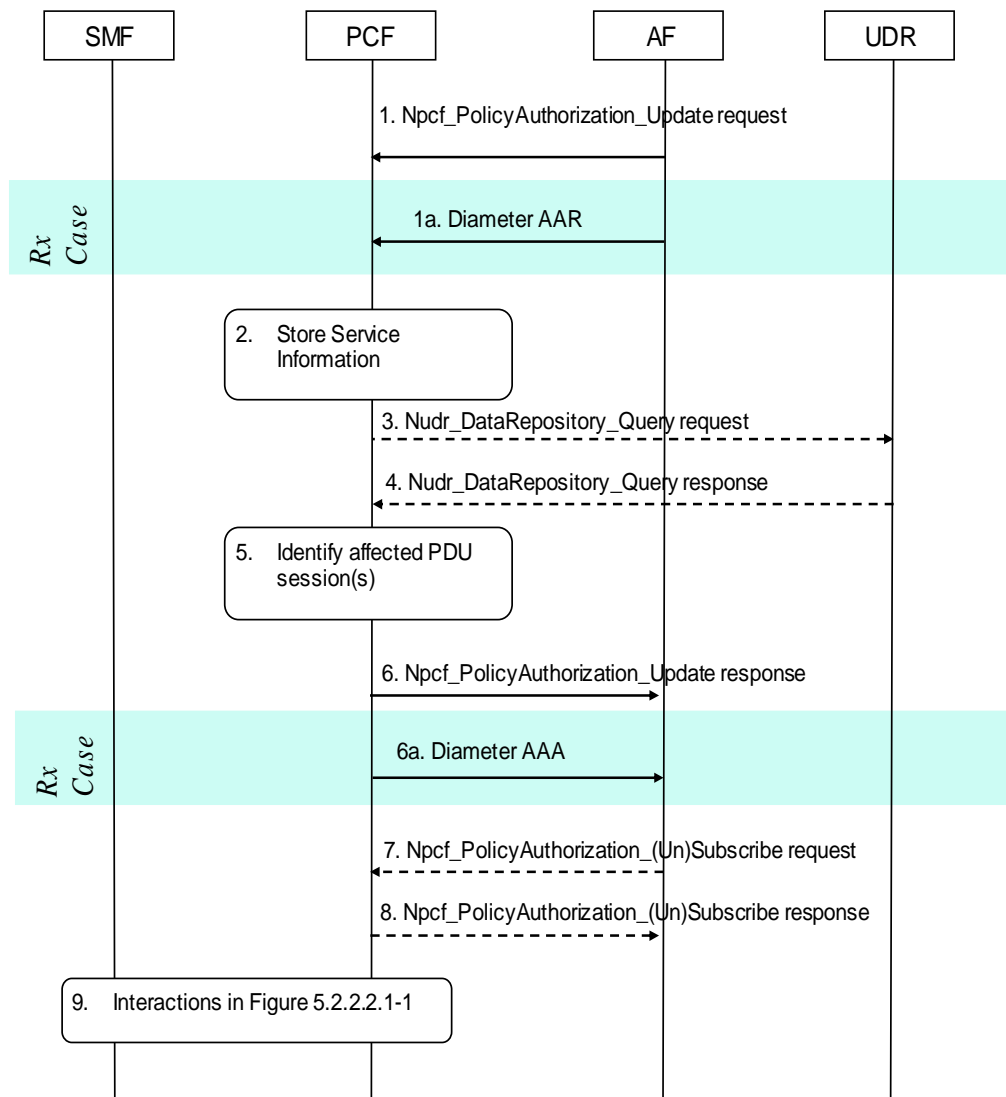 SMF
PCF
AF
UDR
1. Npcf_PolicyAuthorization_Update request
Rx
Case
1a. Diameter AAR
2. Store Service
Information
3. Nudr_DataRepository_Query request
4. Nudr_DataRepository_Query response
5. Identify affected PDU
session(s)
6. Npcf_PolicyAuthorization_Update response
Rx
Case
6a. Diameter AAA
7. Npcf_PolicyAuthorization_(Un)Subscribe request
8. Npcf_PolicyAuthorization_(Un)Subscribe response
9. Interactions in Figure 5.2.2.2.1-1